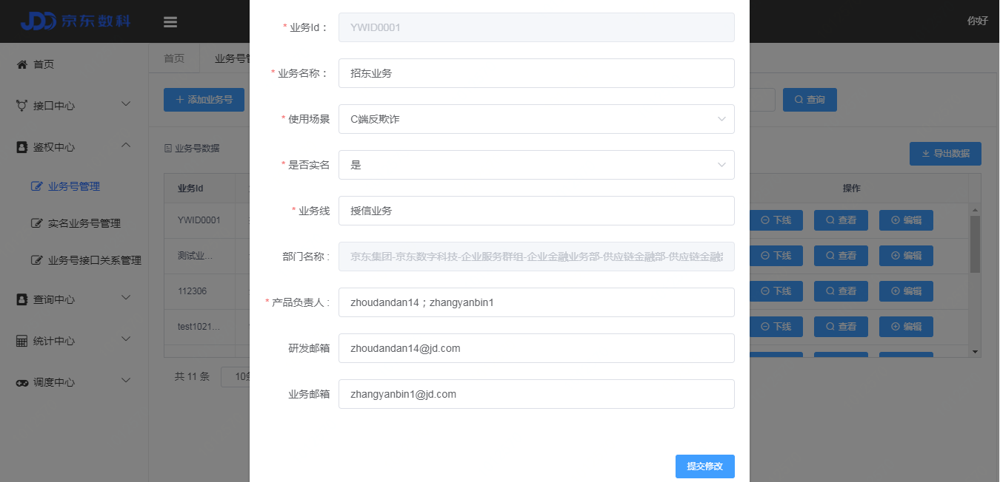 JDD 京东数科
你好
首页
接口中心
鉴权中心
业务号管理
实名业务号管理
业务号接口关系管理
查询中心
统计中心
调度中心
首页
业务号管
添加业务号
查询
业务号数据
导出数据
业务Id
操作
YWID0001
下线 查看 编辑
测试业...
下线 查看 编辑
112306
下线 查看 编辑
test1021...
下线 查看 编辑
共 11 条
10条
* 业务Id： YWID0001
* 业务名称： 招东业务
* 使用场景 C端反欺诈
* 是否实名 是
* 业务线 授信业务
部门名称 : 京东集团-京东数字科技-企业服务群组-企业金融业务部-供应链金融部-供应链金融
* 产品负责人 : zhoudandan14；zhangyanbin1
研发邮箱 zhoudandan14@jd.com
业务邮箱 zhangyanbin1@jd.com
提交修改